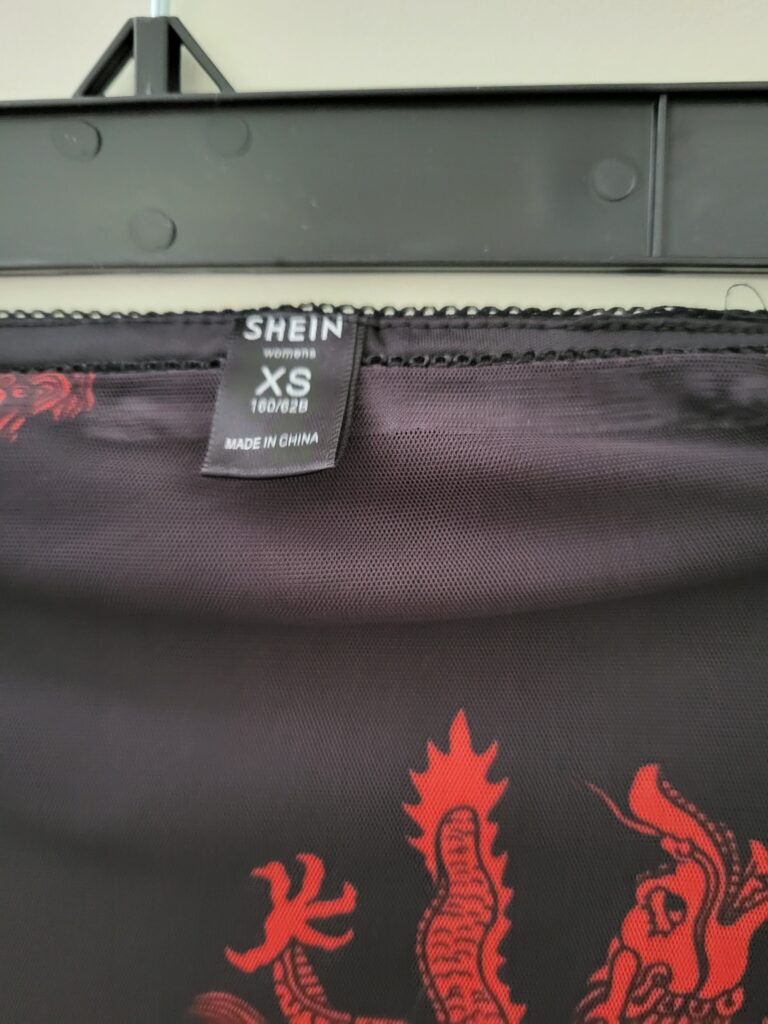 SHEIN
womens
XS
160/62B
MADE IN CHINA